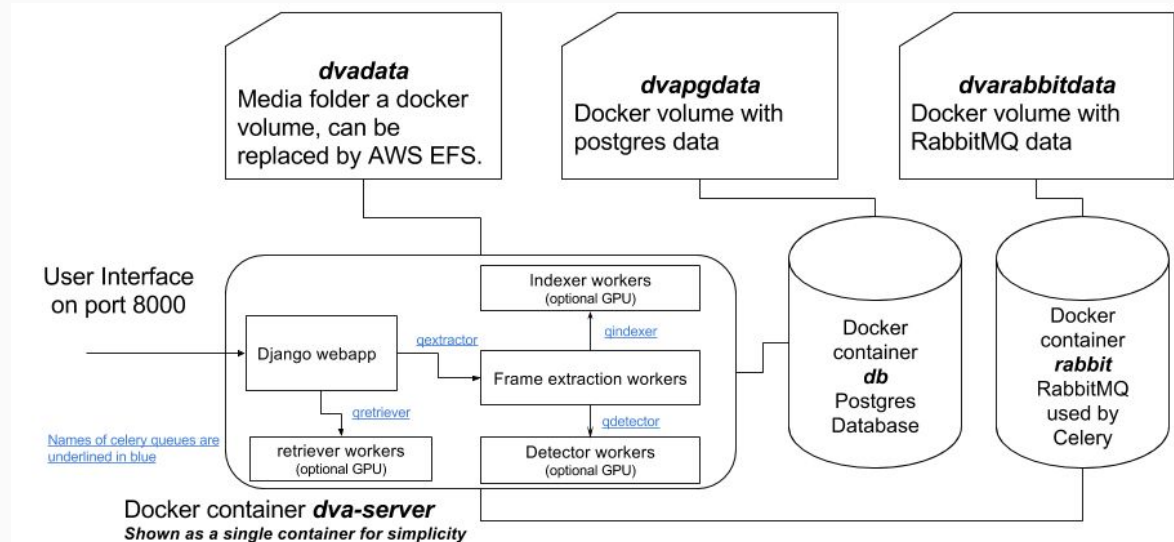 dvadata
Media folder a docker
volume, can be
replaced by AWS EFS.
dvapgdata
Docker volume with
postgres data
dvarabbitdata
Docker volume with
RabbitMQ data
User Interface
on port 8000
Django webapp
qextractor
Indexer workers
(optional GPU)
qindexer
Frame extraction workers
qretriever
qdetector
retriever workers
(optional GPU)
Detector workers
(optional GPU)
Names of celery queues are
underlined in blue
Docker container dva-server
Shown as a single container for simplicity
Docker
container
db
Postgres
Database
Docker
container
rabbit
RabbitMQ
used by
Celery